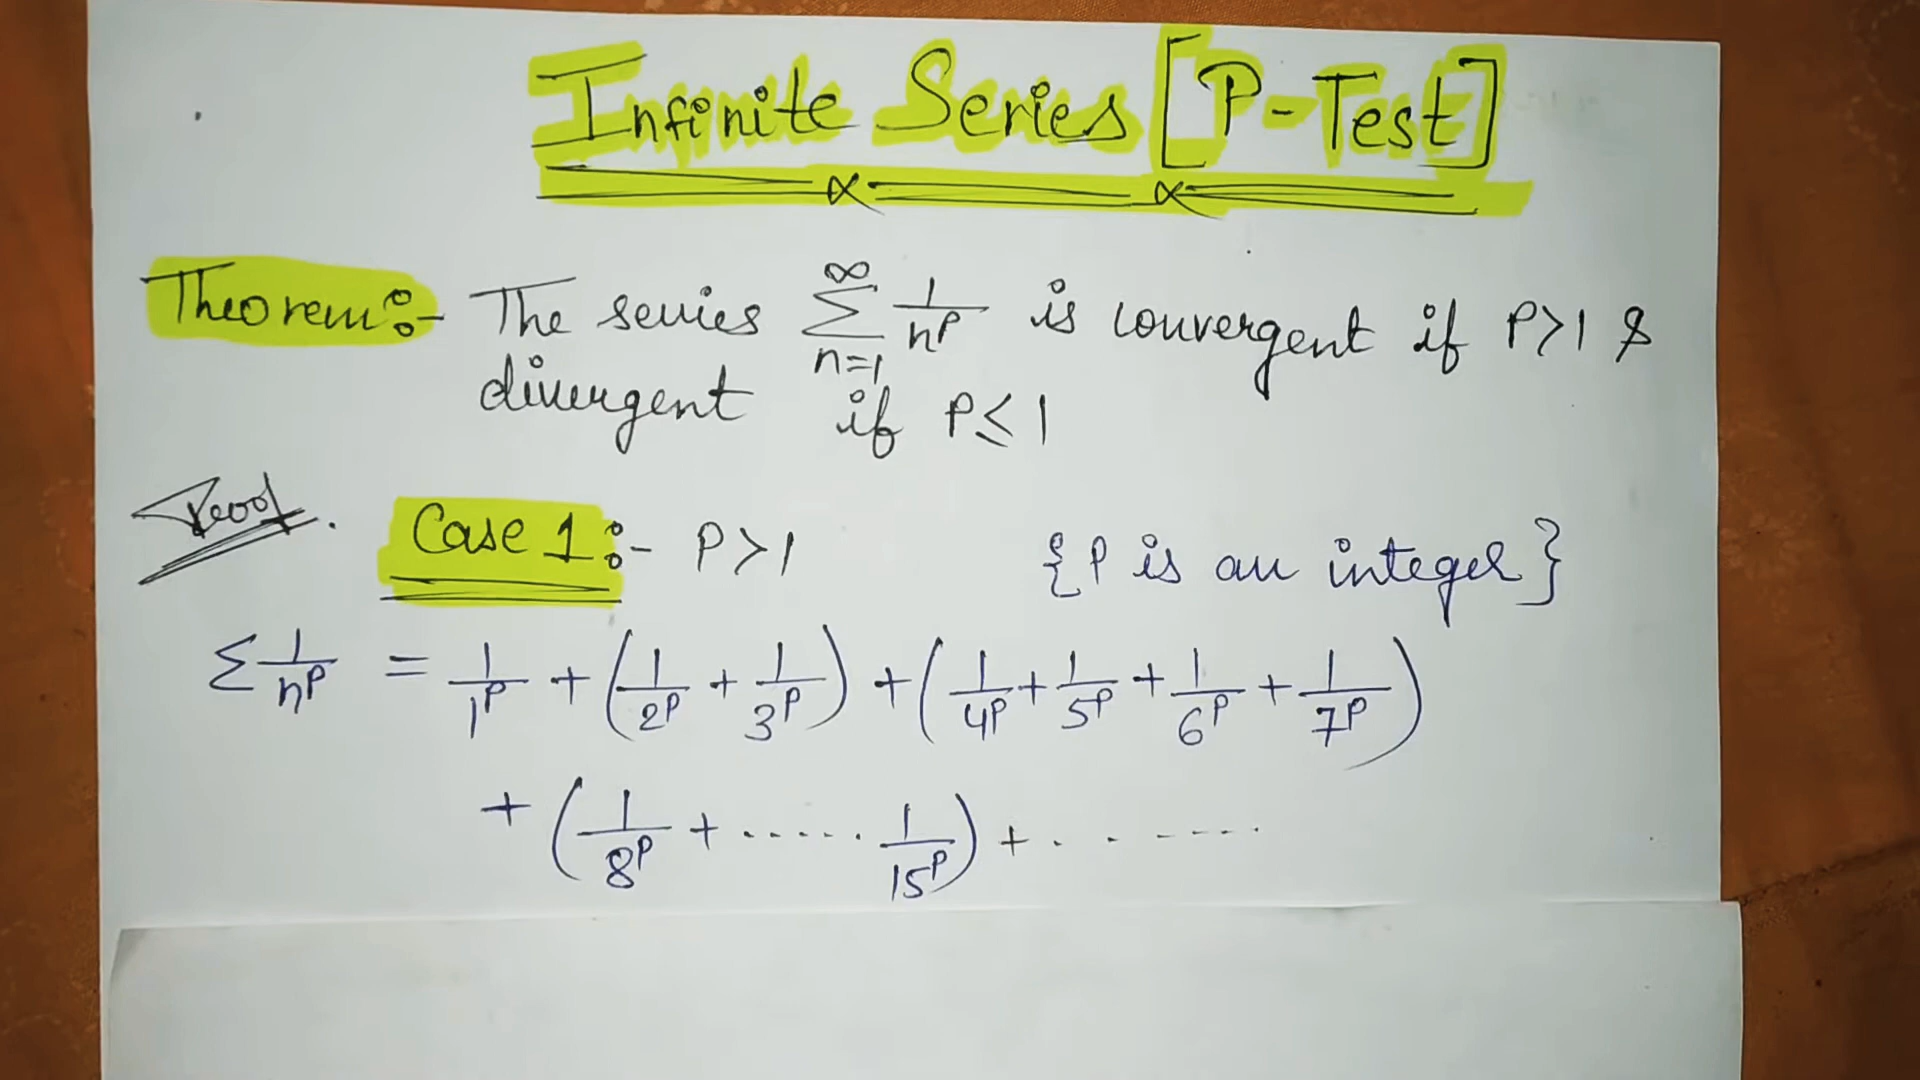 Infinite Series [P-Test]
Theorem:- The series ∑_{n=1}^{∞} 1/n^p is convergent if P>1 &
divergent if P≤1
Proof. Case 1:- P>1 {P is an integer}
∑ 1/n^p = 1/1^p + (1/2^p + 1/3^p) + (1/4^p + 1/5^p + 1/6^p + 1/7^p)
+ (1/8^p + ...... 1/15^p) + . . ......